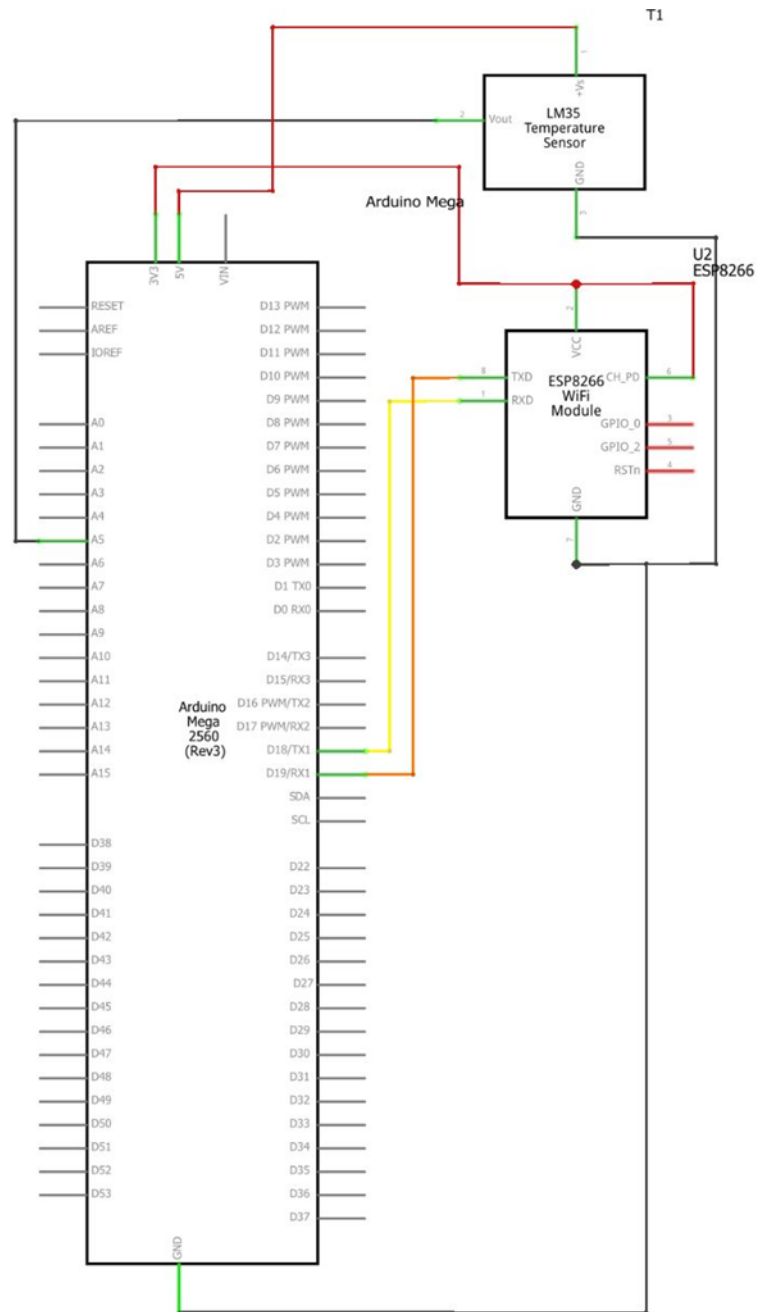 T1
1
+Vs
2
Vout
LM35
Temperature
Sensor
GND
3
Arduino Mega
U2
ESP8266
3V3
5V
VIN
2
VCC
8
TXD
1
RXD
ESP8266
WiFi
Module
CH_PD
6
GPIO_0
3
GPIO_2
5
RSTn
4
GND
7
RESET
AREF
IOREF
A0
A1
A2
A3
A4
A5
A6
A7
A8
A9
A10
A11
A12
A13
A14
A15
D38
D39
D40
D41
D42
D43
D44
D45
D46
D47
D48
D49
D50
D51
D52
D53
Arduino
Mega
2560
(Rev3)
D13 PWM
D12 PWM
D11 PWM
D10 PWM
D9 PWM
D8 PWM
D7 PWM
D6 PWM
D5 PWM
D4 PWM
D2 PWM
D3 PWM
D1 TX0
D0 RX0
D14/TX3
D15/RX3
D16 PWM/TX2
D17 PWM/RX2
D18/TX1
D19/RX1
SDA
SCL
D22
D23
D24
D25
D26
D27
D28
D29
D30
D31
D32
D33
D34
D35
D36
D37
GND